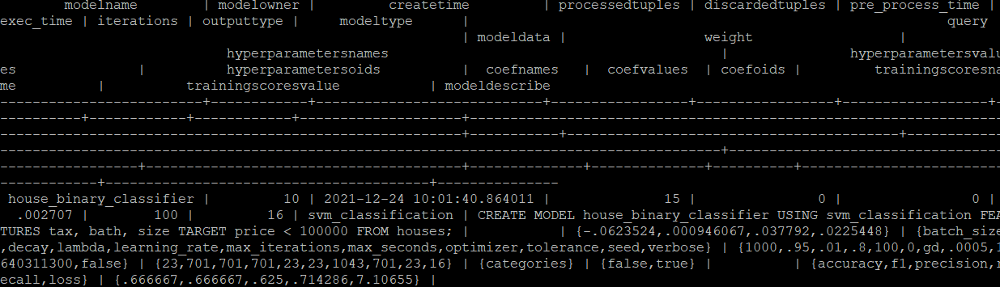 modelname | modelowner | createtime | processedtuples | discardedtuples | pre_process_time |
exec_time | iterations | outputtype | modeltype |
query
| modeldata | weight |
hyperparametersnames | hyperparametersvalu
es | hyperparametersoids | coefnames | coefvalues | coefoids | trainingscoresna
me | trainingscoresvalue | modeldescribe
--------------------------+------------+----------------------------+-----------------+-----------------+------------------+-
----------+------------+------------+--------------------+---------------------------------------------------------------
---------------------------------------------------------+-----------+-----------------------------------------+-----------
----------------------------------------------------------------------------------------+---------------------------------
-----------------+--------------------------------------+-------------+--------------+----------+-------------------------
------------+---------------------------------------+---------------
house_binary_classifier | 10 | 2021-12-24 10:01:40.864011 | 15 | 0 | 0 |
.002707 | 100 | 16 | svm_classification | CREATE MODEL house_binary_classifier USING svm_classification FEA
TURES tax, bath, size TARGET price < 100000 FROM houses; | | {-.0623524,.000946067,.037792,.0225448} | {batch_size
,decay,lambda,learning_rate,max_iterations,max_seconds,optimizer,tolerance,seed,verbose} | {1000,.95,.01,.8,100,0,gd,.0005,1
640311300,false} | {23,701,701,701,23,23,1043,701,23,16} | {categories} | {false,true} | | {accuracy,f1,precision,r
ecall,loss} | {.666667,.666667,.625,.714286,7.10655} |